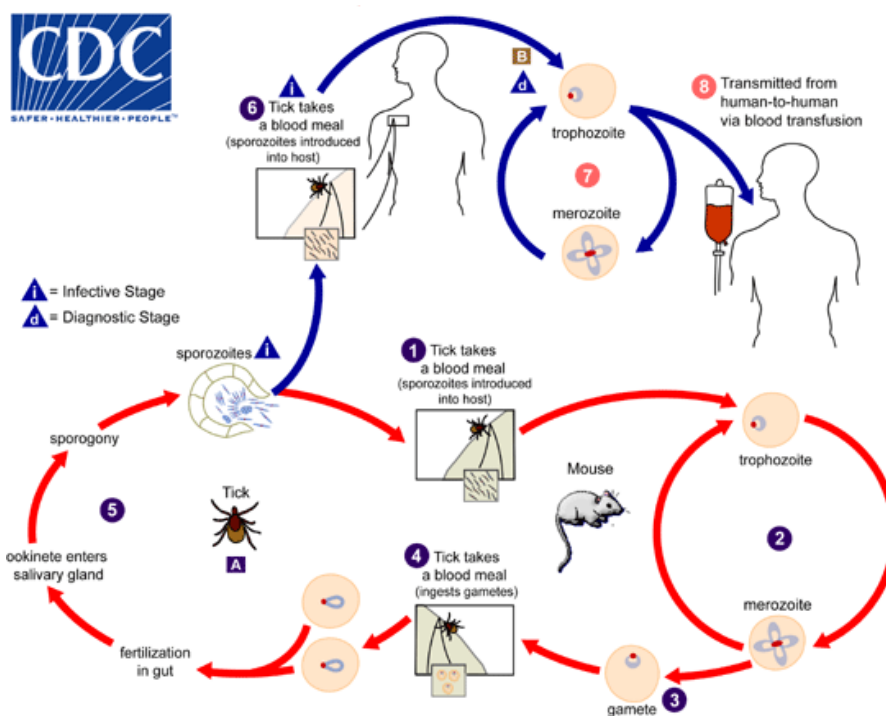 CDC
SAFER•HEALTHIER•PEOPLE™
i
6 Tick takes
a blood meal
(sporozoites introduced
into host)
B
d
trophozoite
8 Transmitted from
human-to-human
via blood transfusion
7
merozoite
i = Infective Stage
d = Diagnostic Stage
sporozoites i
1 Tick takes
a blood meal
(sporozoites introduced
into host)
sporogony
trophozoite
Mouse
Tick
5
A
2
ookinete enters
salivary gland
4 Tick takes
a blood meal
(ingests gametes)
merozoite
fertilization
in gut
gamete 3